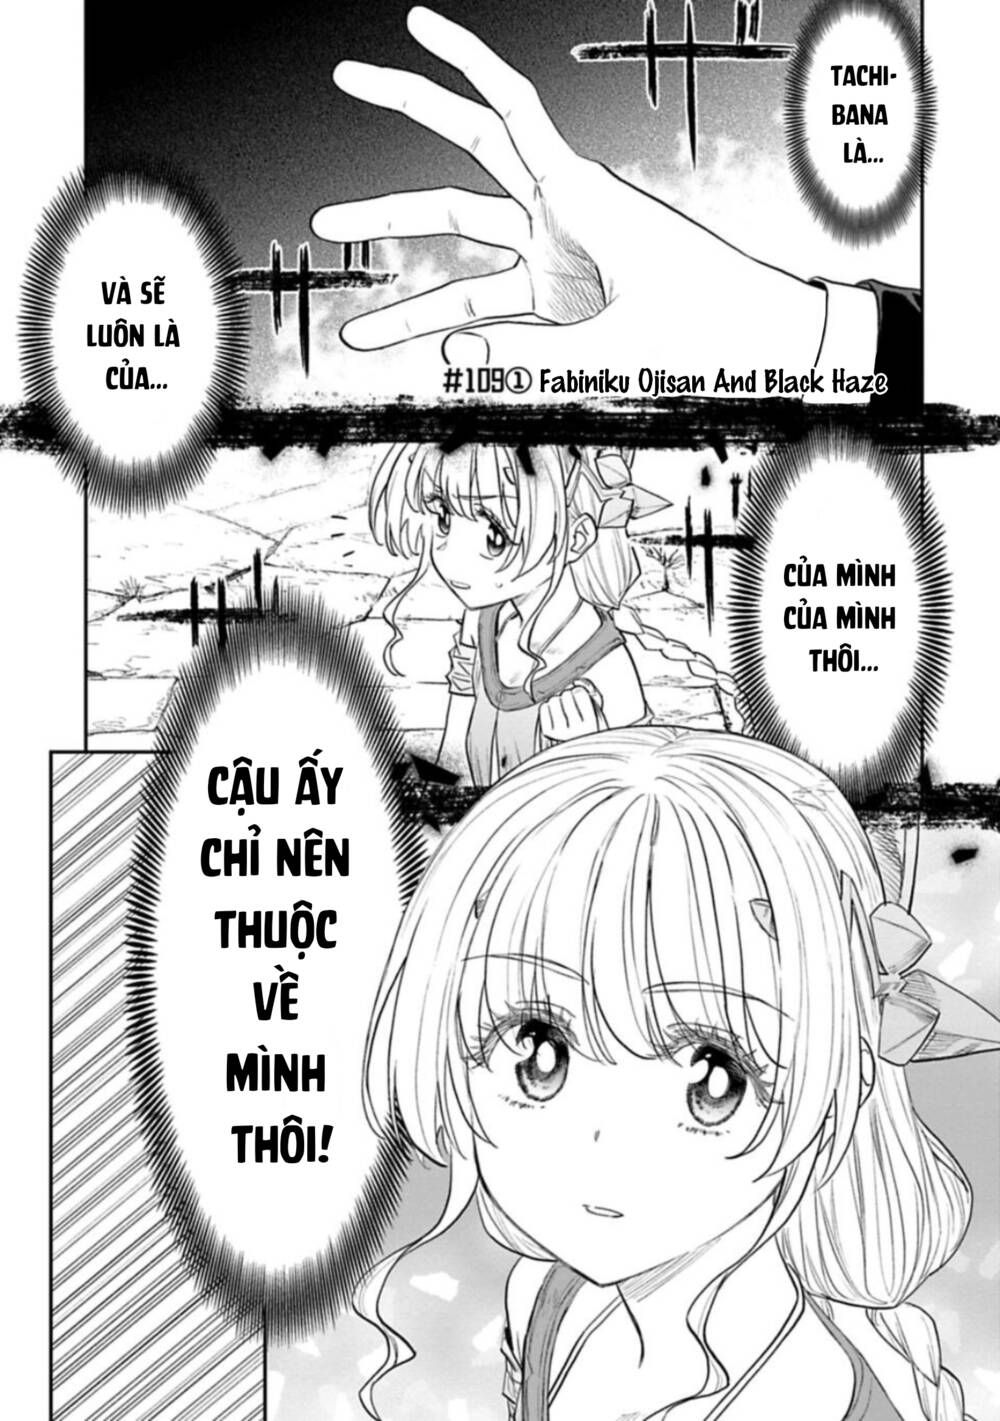 TACHI-
BANA
LÀ...
VÀ SẼ
LUÔN LÀ
CỦA...
#109① Fabiniku Ojisan And Black Haze
CỦA MÌNH
CỦA MÌNH
THÔI...
CẬU ẤY
CHỈ NÊN
THUỘC
VỀ
MÌNH
THÔI!